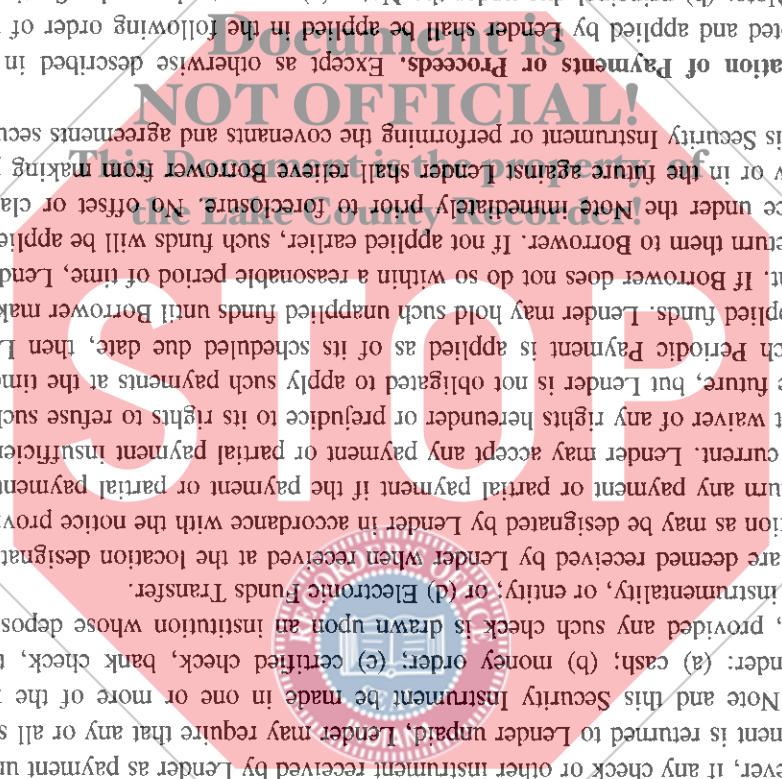 ver, if any check or other instrument received by Lender as payment un
ment is returned to Lender unpaid, Lender may require that any or all s
Note and this Security Instrument be made in one or more of the
nder: (a) cash; (b) money order; (c) certified check, bank check, t
, provided any such check is drawn upon an institution whose depos
instrumentality, or entity; or (d) Electronic Funds Transfer.
are deemed received by Lender when received at the location designat
tion as may be designated by Lender in accordance with the notice prov
turn any payment or partial payment if the payment or partial payment
current. Lender may accept any payment or partial payment insufficien
t waiver of any rights hereunder or prejudice to its rights to refuse such
e future, but Lender is not obligated to apply such payments at the tim
ch Periodic Payment is applied as of its scheduled due date, then L
pplied funds. Lender may hold such unapplied funds until Borrower mak
nt. If Borrower does not do so within a reasonable period of time, Lend
eturn them to Borrower. If not applied earlier, such funds will be applie
ce under the Note immediately prior to foreclosure. No offset or cla
w or in the future against Lender shall relieve Borrower from making
is Security Instrument or performing the covenants and agreements secu
ation of Payments or Proceeds. Except as otherwise described in
ted and applied by Lender shall be applied in the following order of
Document is
NOT OFFICIAL!
This Document is the property of
the Lake County Recorder!
STOP
RECORDER'S OFFICE
INDIANA